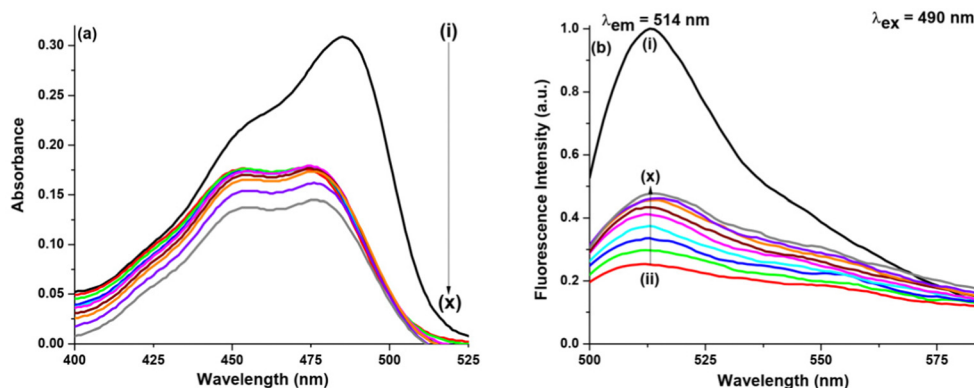 (a)
(i)
(x)
0.30
0.25
0.20
0.15
0.10
0.05
0.00
Absorbance
400
425
450
475
500
525
Wavelength (nm)
λem = 514 nm
λex = 490 nm
(b)
(i)
(x)
(ii)
1.0
0.8
0.6
0.4
0.2
0.0
Fluorescence Intensity (a.u.)
500
525
550
575
Wavelength (nm)